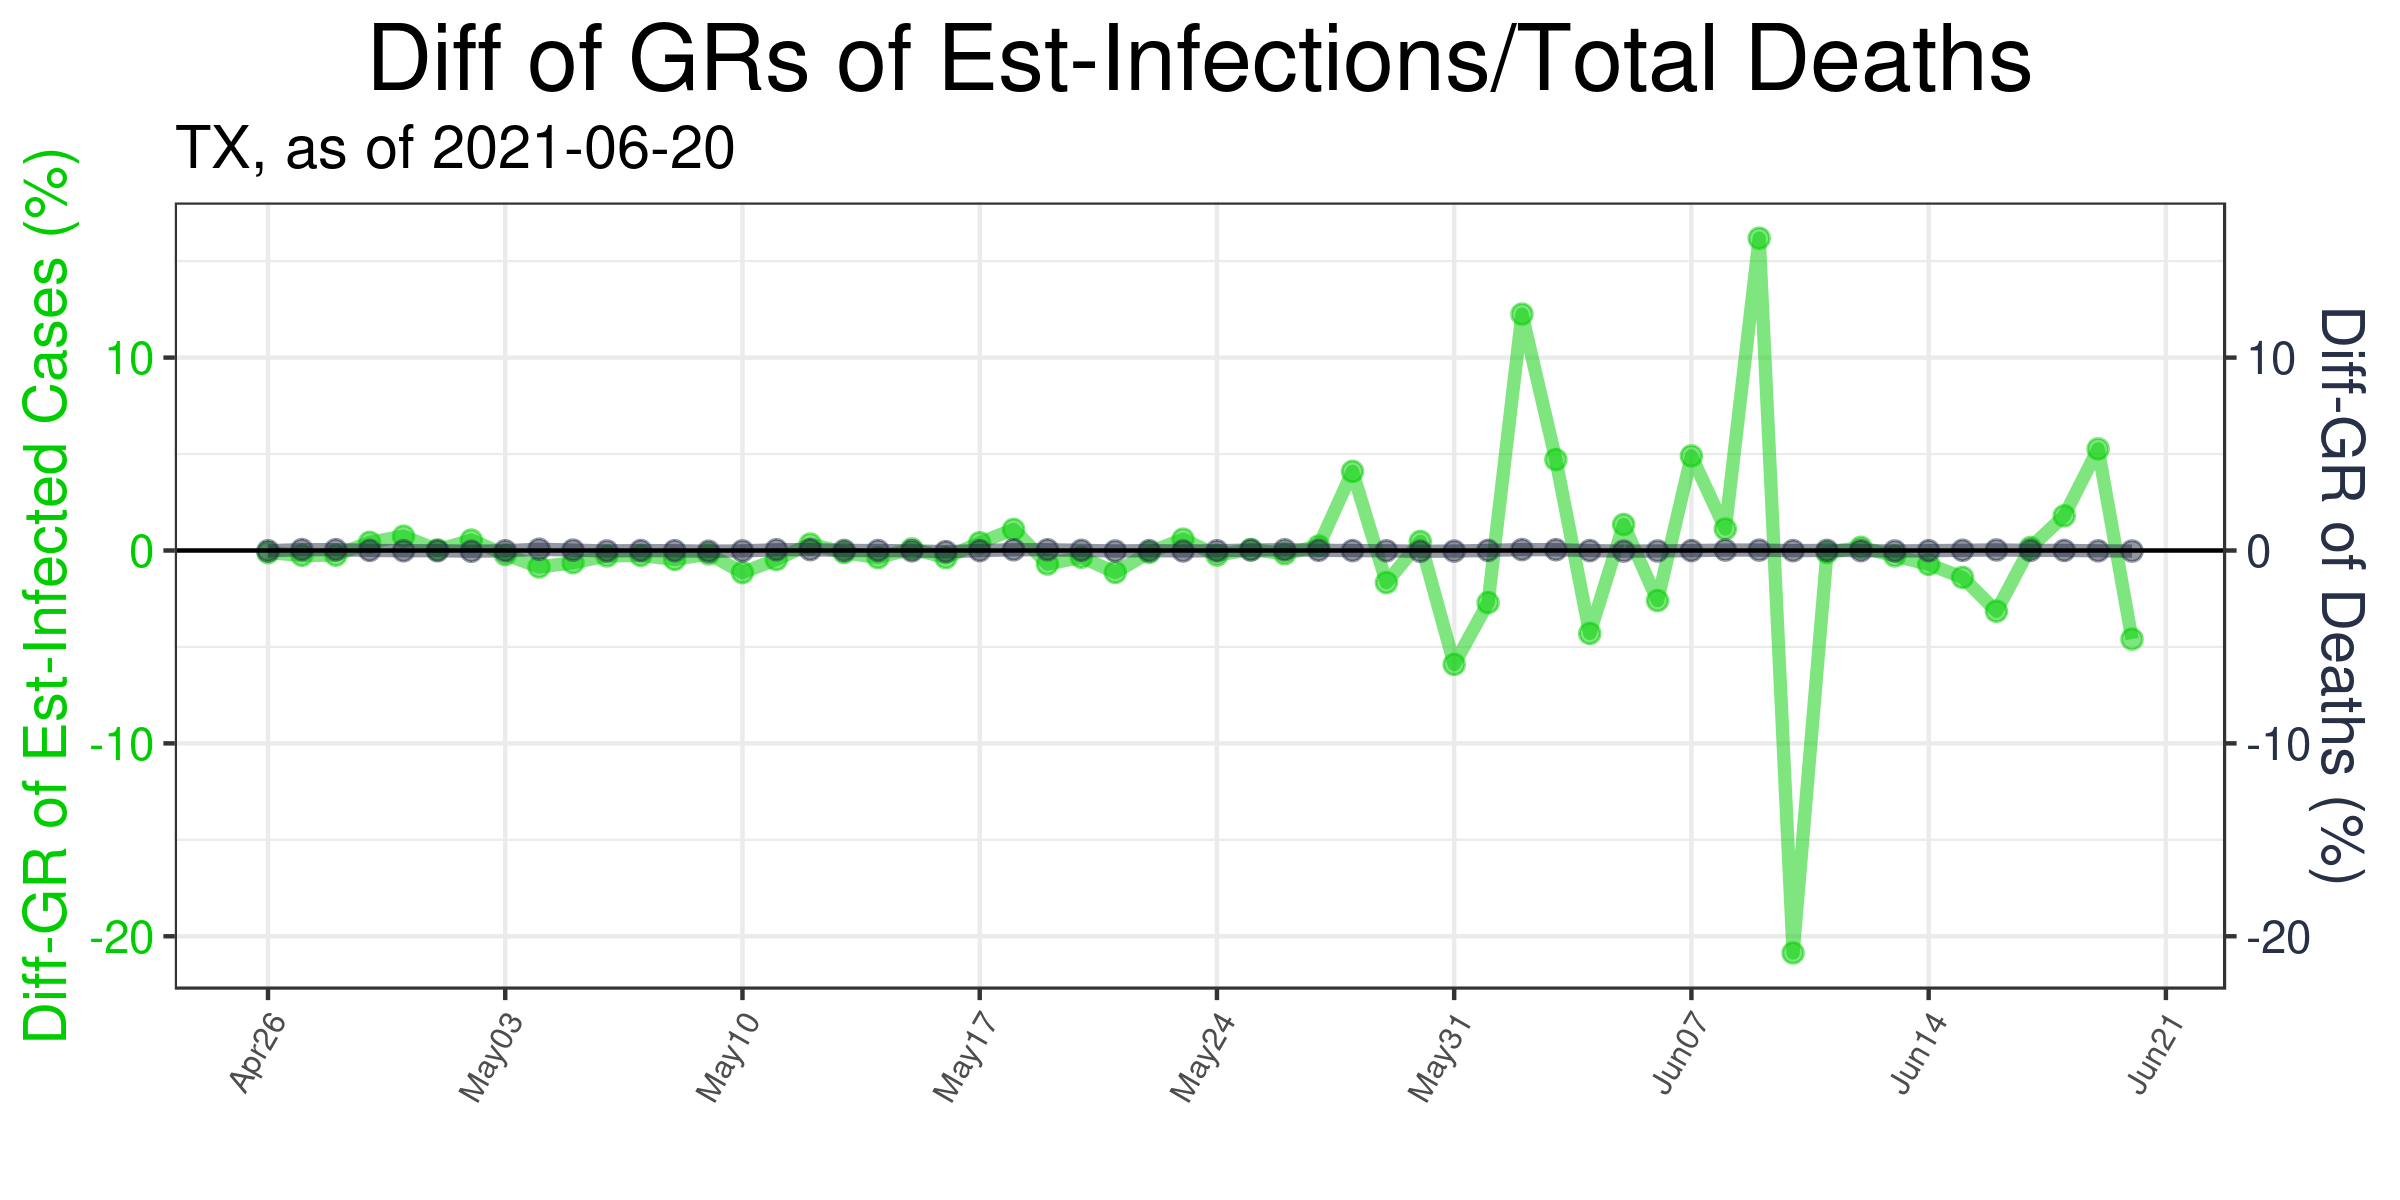 Diff of GRs of Est-Infections/Total Deaths
TX, as of 2021-06-20
Diff-GR of Est-Infected Cases (%)
10
0
-10
-20
10
0
-10
-20
Diff-GR of Deaths (%)
Apr26
May03
May10
May17
May24
May31
Jun07
Jun14
Jun21